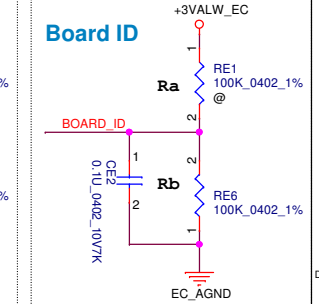 +3VALW_EC
Board ID
1
RE1
%
Ra
100K_0402_1%
@
2
BOARD_ID
1
2
CE2
0.1U_0402_10V7K
Rb
%
RE6
100K_0402_1%
2
1
EC_AGND